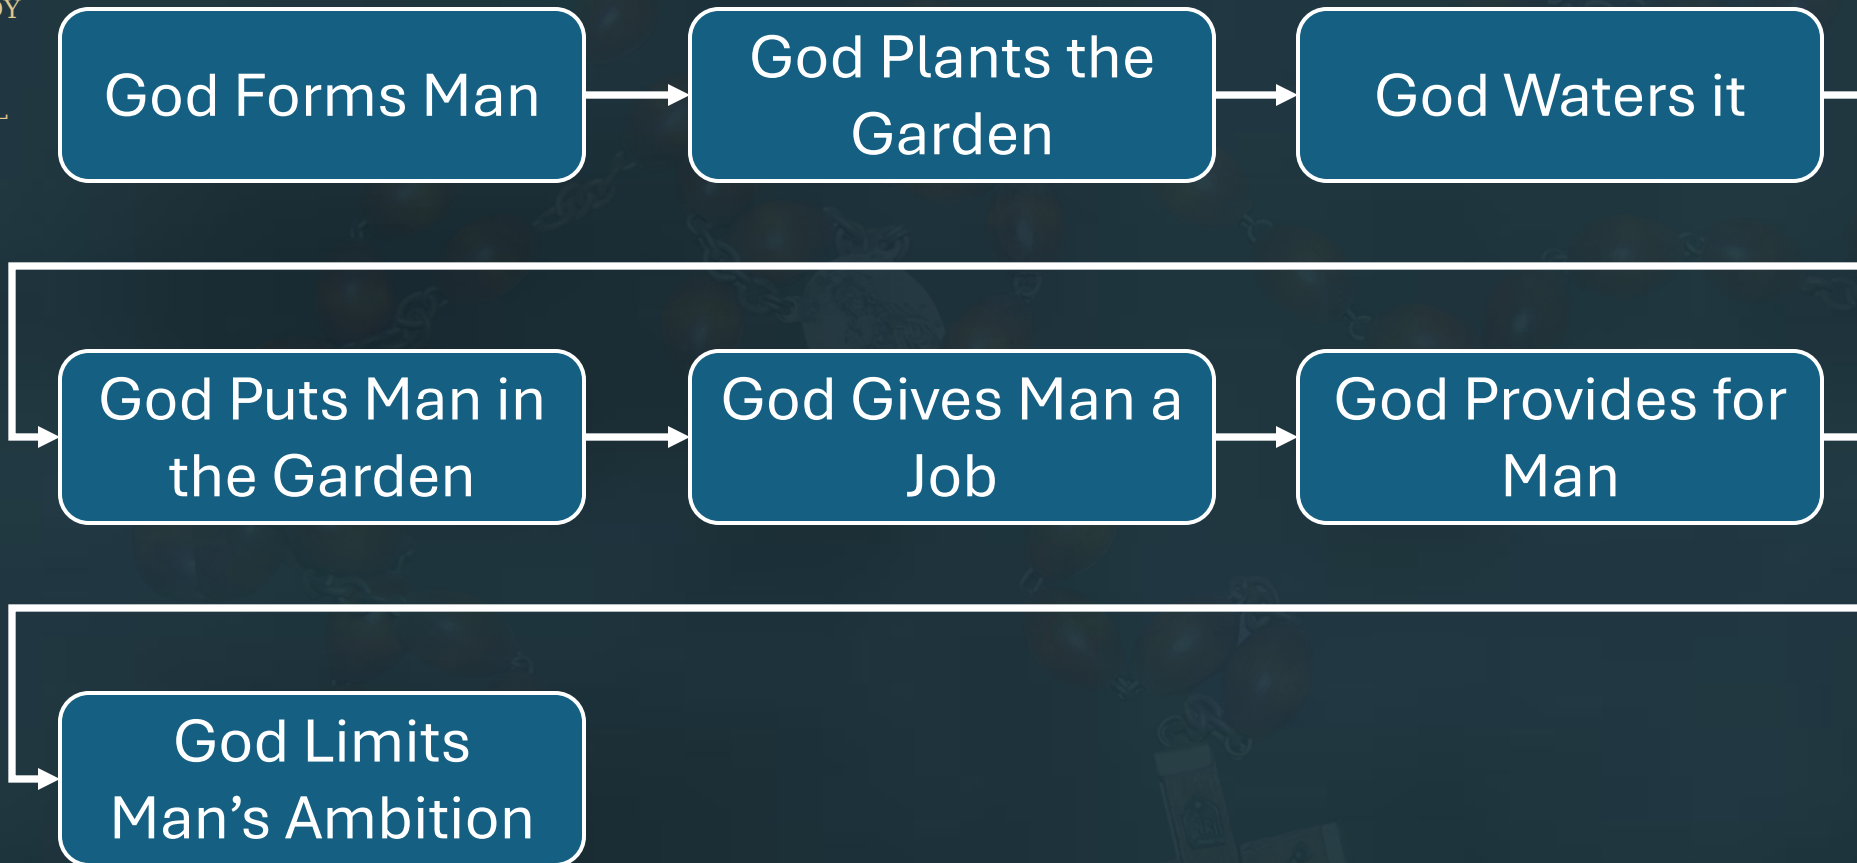 God Forms Man
God Plants the
Garden
God Waters it
God Puts Man in
the Garden
God Gives Man a
Job
God Provides for
Man
God Limits
Man’s Ambition